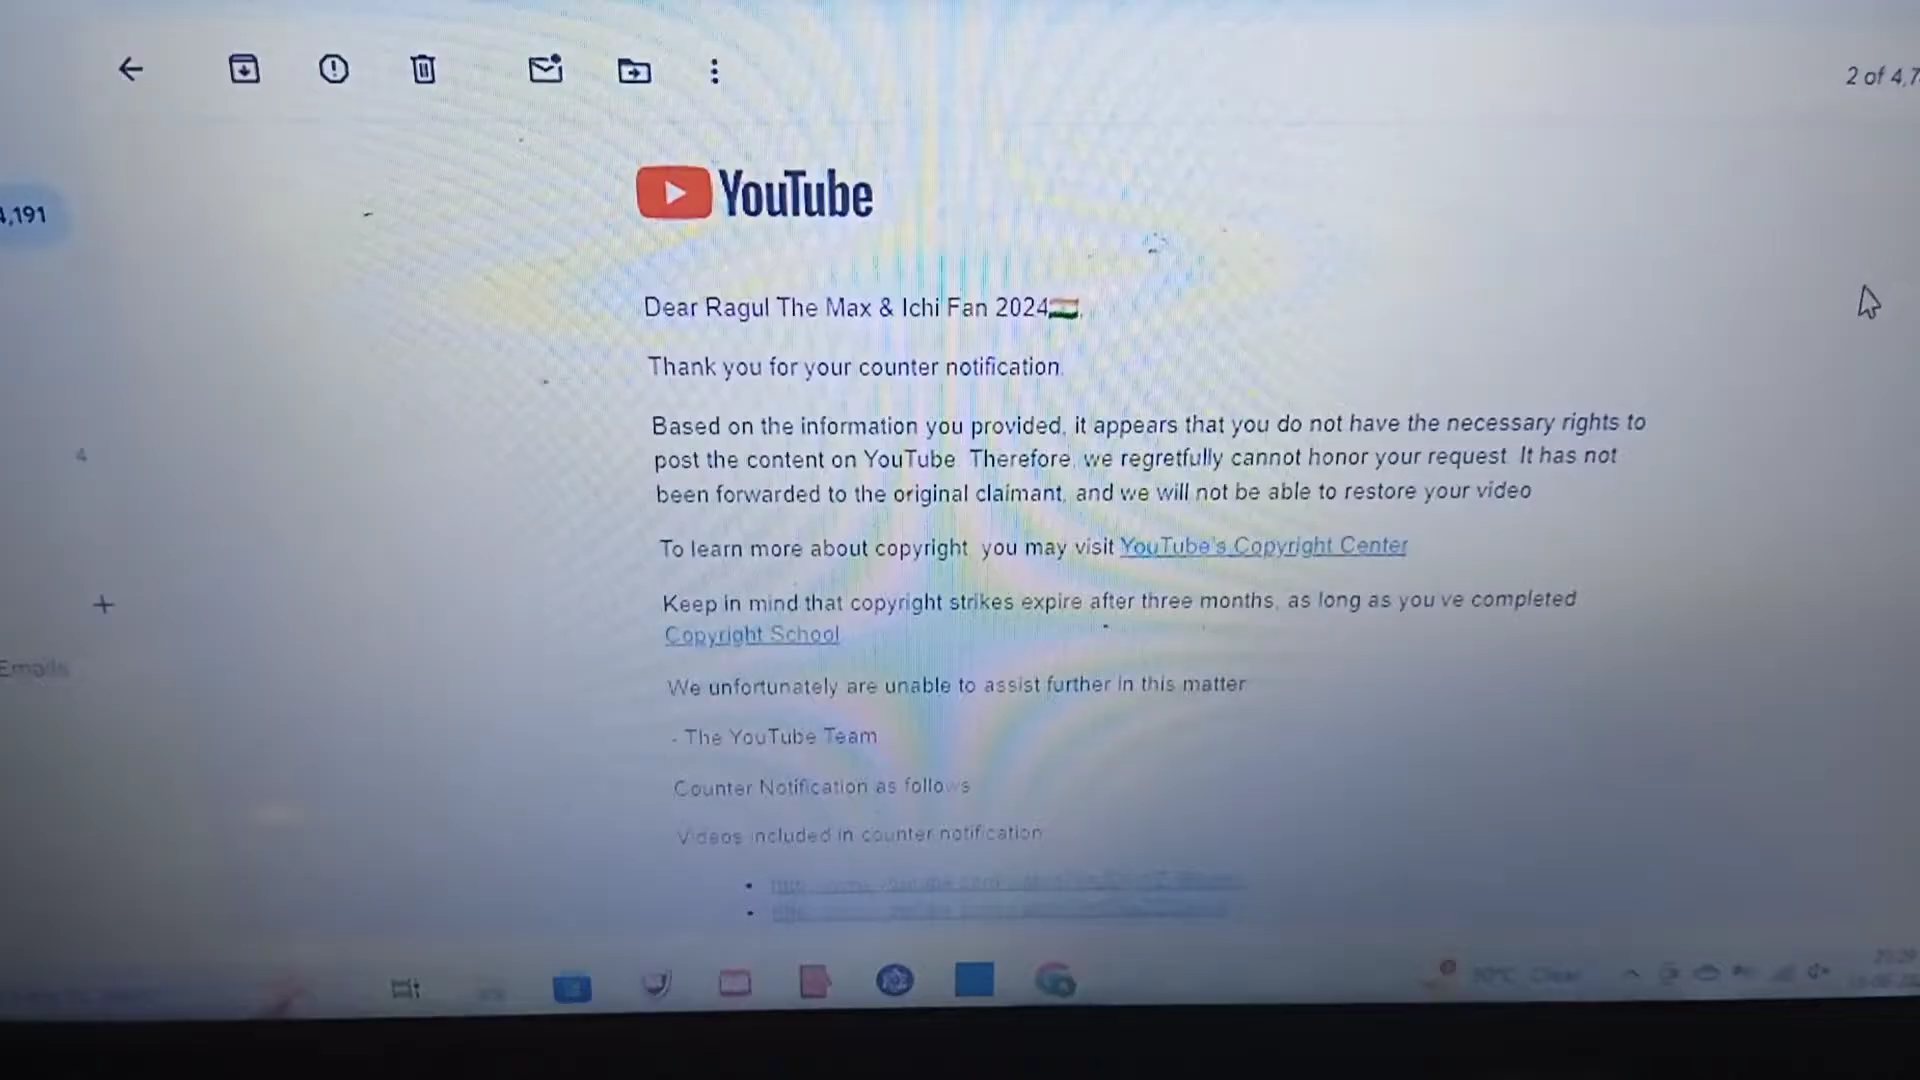 2 of 4,7
4,191
YouTube
Dear Ragul The Max & Ichi Fan 2024🇮🇳,
Thank you for your counter notification.
Based on the information you provided, it appears that you do not have the necessary rights to
post the content on YouTube. Therefore, we regretfully cannot honor your request. It has not
been forwarded to the original claimant, and we will not be able to restore your video
4
To learn more about copyright you may visit YouTube's Copyright Center
Keep in mind that copyright strikes expire after three months, as long as you've completed
Copyright School
Emails
We unfortunately are unable to assist further in this matter
- The YouTube Team
Counter Notification as follows
Videos included in counter notification
Clear